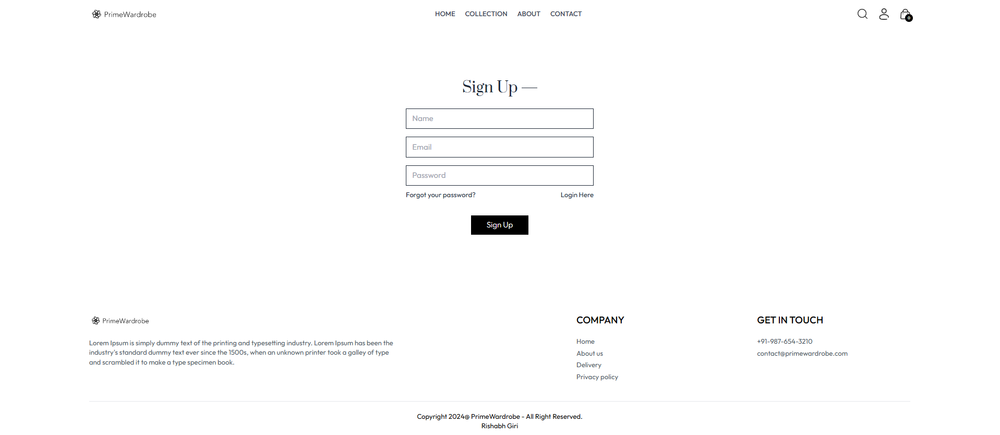 PrimeWardrobe
HOME COLLECTION ABOUT CONTACT
0
Sign Up —
Name
Email
Password
Forgot your password? Login Here
Sign Up
PrimeWardrobe
Lorem Ipsum is simply dummy text of the printing and typesetting industry. Lorem Ipsum has been the
industry's standard dummy text ever since the 1500s, when an unknown printer took a galley of type
and scrambled it to make a type specimen book.
COMPANY
Home
About us
Delivery
Privacy policy
GET IN TOUCH
+91-987-654-3210
contact@primewardrobe.com
Copyright 2024@ PrimeWardrobe - All Right Reserved.
Rishabh Giri